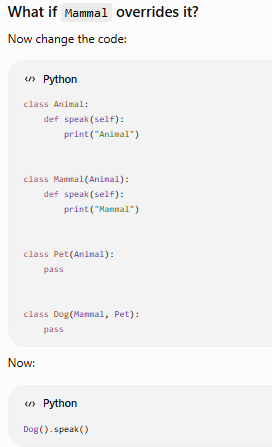 What if Mammal overrides it?
Now change the code:
</> Python
class Animal:
    def speak(self):
        print("Animal")
class Mammal(Animal):
    def speak(self):
        print("Mammal")
class Pet(Animal):
    pass
class Dog(Mammal, Pet):
    pass
Now:
</> Python
Dog().speak()